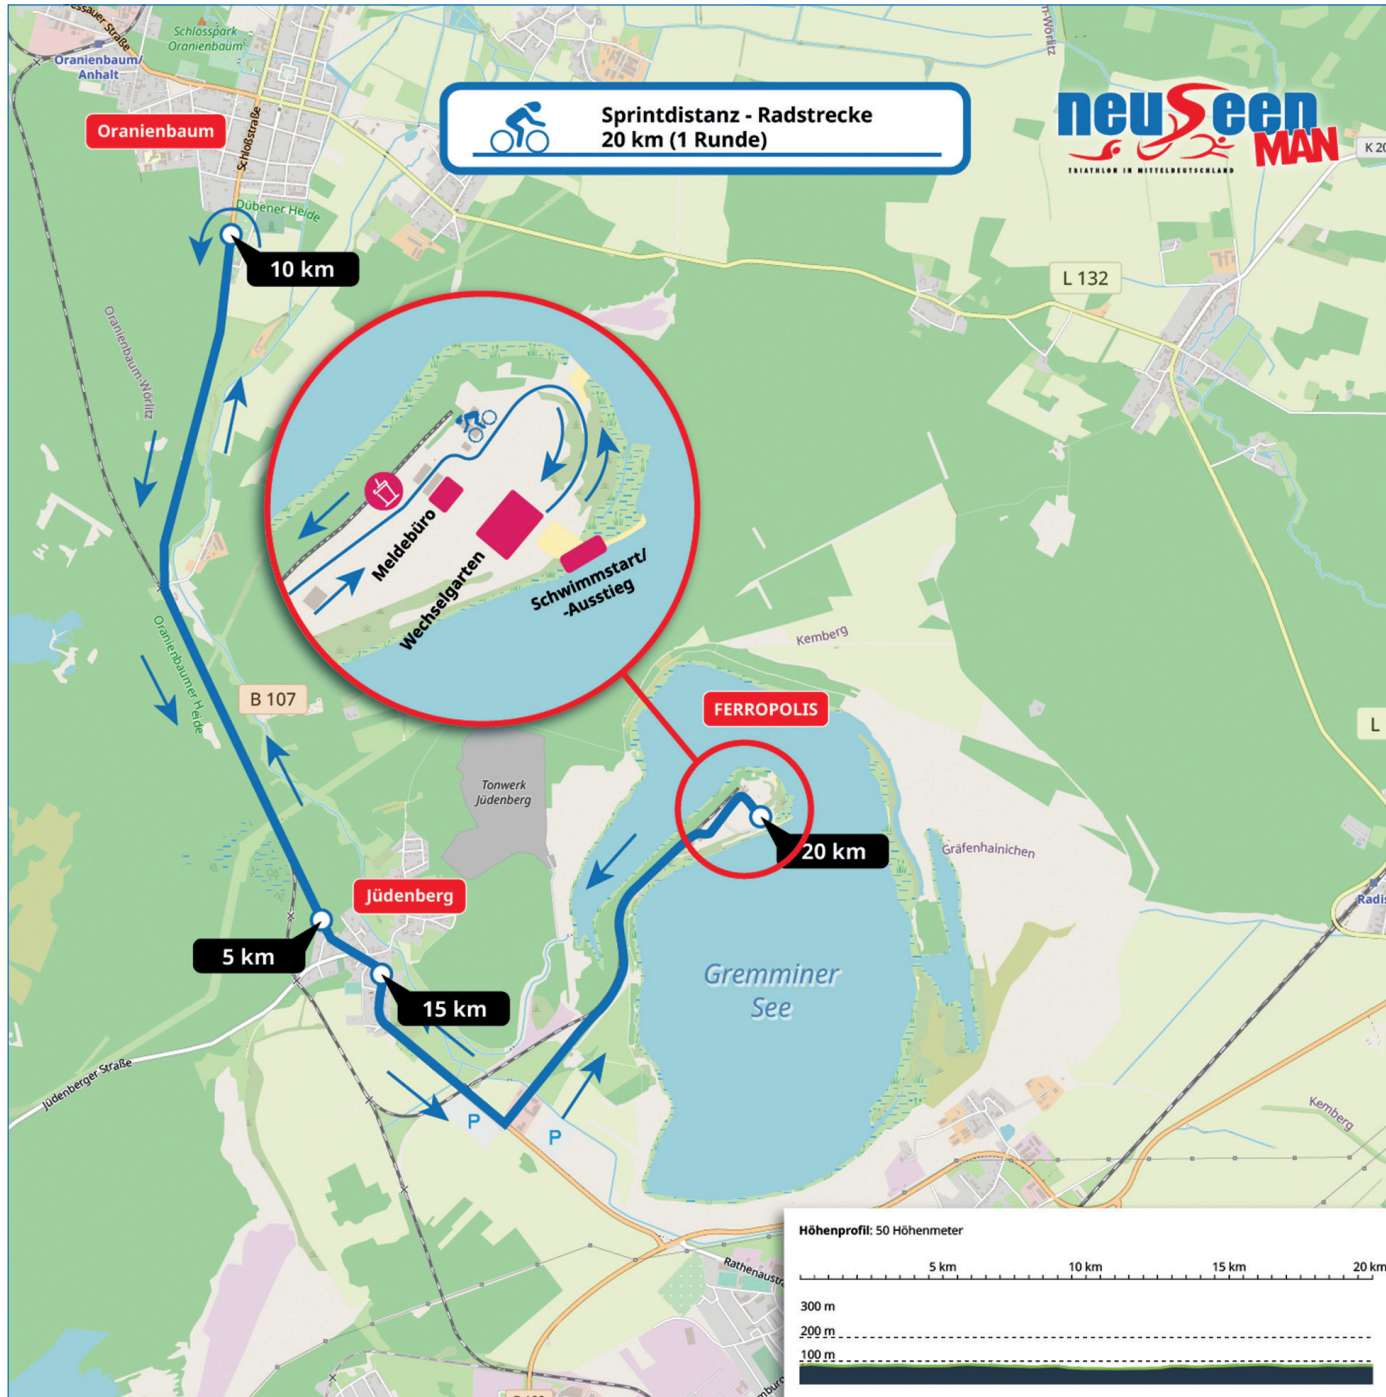 Schlosspark
Oranienbaum
Oranienbaum/
Anhalt
Oranienbaum
Schloßstraße
Sprintdistanz - Radstrecke
20 km (1 Runde)
neuSeen
MAN
TRIATHLON IN MITTELDEUTSCHLAND
Dübener Heide
10 km
L 132
Oranienbaum-Wörlitz
Meldebüro
Wechselgarten
Schwimmstart/
-Ausstieg
Kemberg
Oranienbaumer Heide
B 107
FERROPOLIS
L
Tonwerk
Jüdenberg
20 km
Gräfenhainichen
Jüdenberg
5 km
15 km
Gremminer
See
Jüdenberger Straße
P
P
Kemberg
Höhenprofil: 50 Höhenmeter
5 km
10 km
15 km
20 km
300 m
200 m
100 m